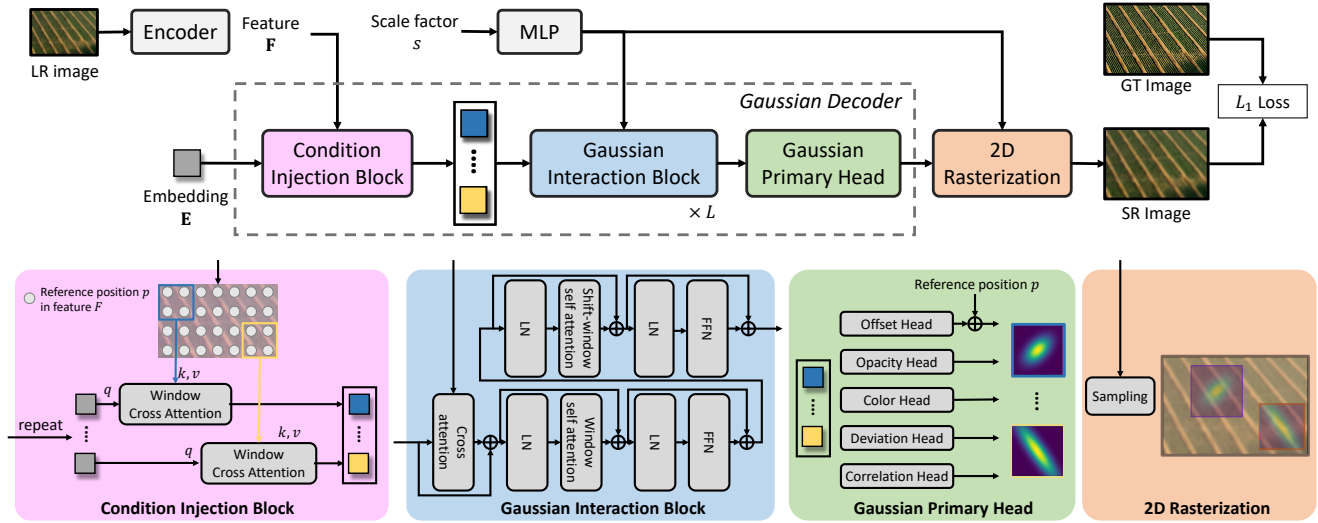 LR image
Encoder
Feature
F
Scale factor
s
MLP
GT Image
L₁ Loss
Gaussian Decoder
Embedding
E
Condition
Injection Block
Gaussian
Interaction Block
× L
Gaussian
Primary Head
2D
Rasterization
SR Image
Reference position p
in feature F
k, v
q
Window
Cross Attention
repeat
k, v
q
Window
Cross Attention
Condition Injection Block
LN
Shift-window
self attention
LN
FFN
Cross
attention
LN
Window
self attention
LN
FFN
Gaussian Interaction Block
Reference position p
Offset Head
Opacity Head
Color Head
Deviation Head
Correlation Head
Gaussian Primary Head
Sampling
2D Rasterization